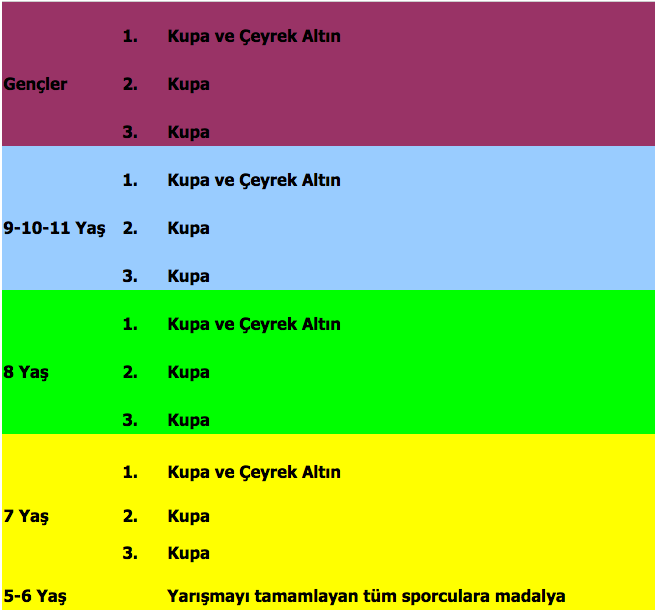 1. Kupa ve Çeyrek Altın
Gençler 2. Kupa
3. Kupa
1. Kupa ve Çeyrek Altın
9-10-11 Yaş 2. Kupa
3. Kupa
1. Kupa ve Çeyrek Altın
8 Yaş 2. Kupa
3. Kupa
1. Kupa ve Çeyrek Altın
7 Yaş 2. Kupa
3. Kupa
5-6 Yaş Yarışmayı tamamlayan tüm sporculara madalya